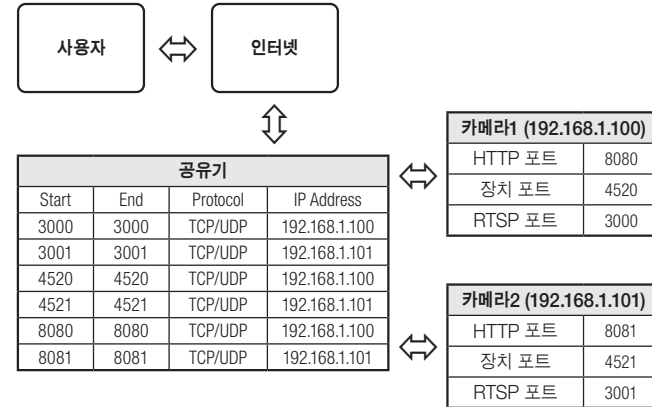 사용자
인터넷
공유기
Start End Protocol IP Address
3000 3000 TCP/UDP 192.168.1.100
3001 3001 TCP/UDP 192.168.1.101
4520 4520 TCP/UDP 192.168.1.100
4521 4521 TCP/UDP 192.168.1.101
8080 8080 TCP/UDP 192.168.1.100
8081 8081 TCP/UDP 192.168.1.101
카메라1 (192.168.1.100)
HTTP 포트 8080
장치 포트 4520
RTSP 포트 3000
카메라2 (192.168.1.101)
HTTP 포트 8081
장치 포트 4521
RTSP 포트 3001